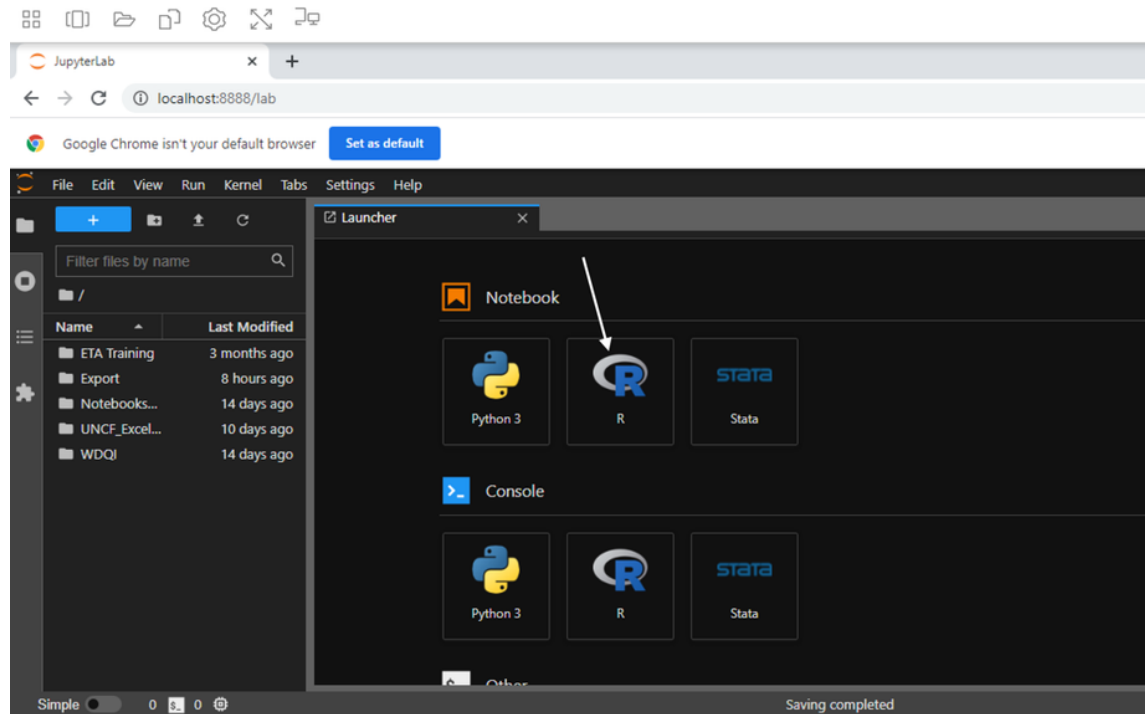 JupyterLab
localhost:8888/lab
Google Chrome isn't your default browser Set as default
File Edit View Run Kernel Tabs Settings Help
Launcher
Filter files by name
/
Name Last Modified
ETA Training 3 months ago
Export 8 hours ago
Notebooks... 14 days ago
UNCF_Excel... 10 days ago
WDQI 14 days ago
Notebook
stata
Python 3 R Stata
Console
stata
Python 3 R Stata
Other
Simple 0 $_ 0 Saving completed